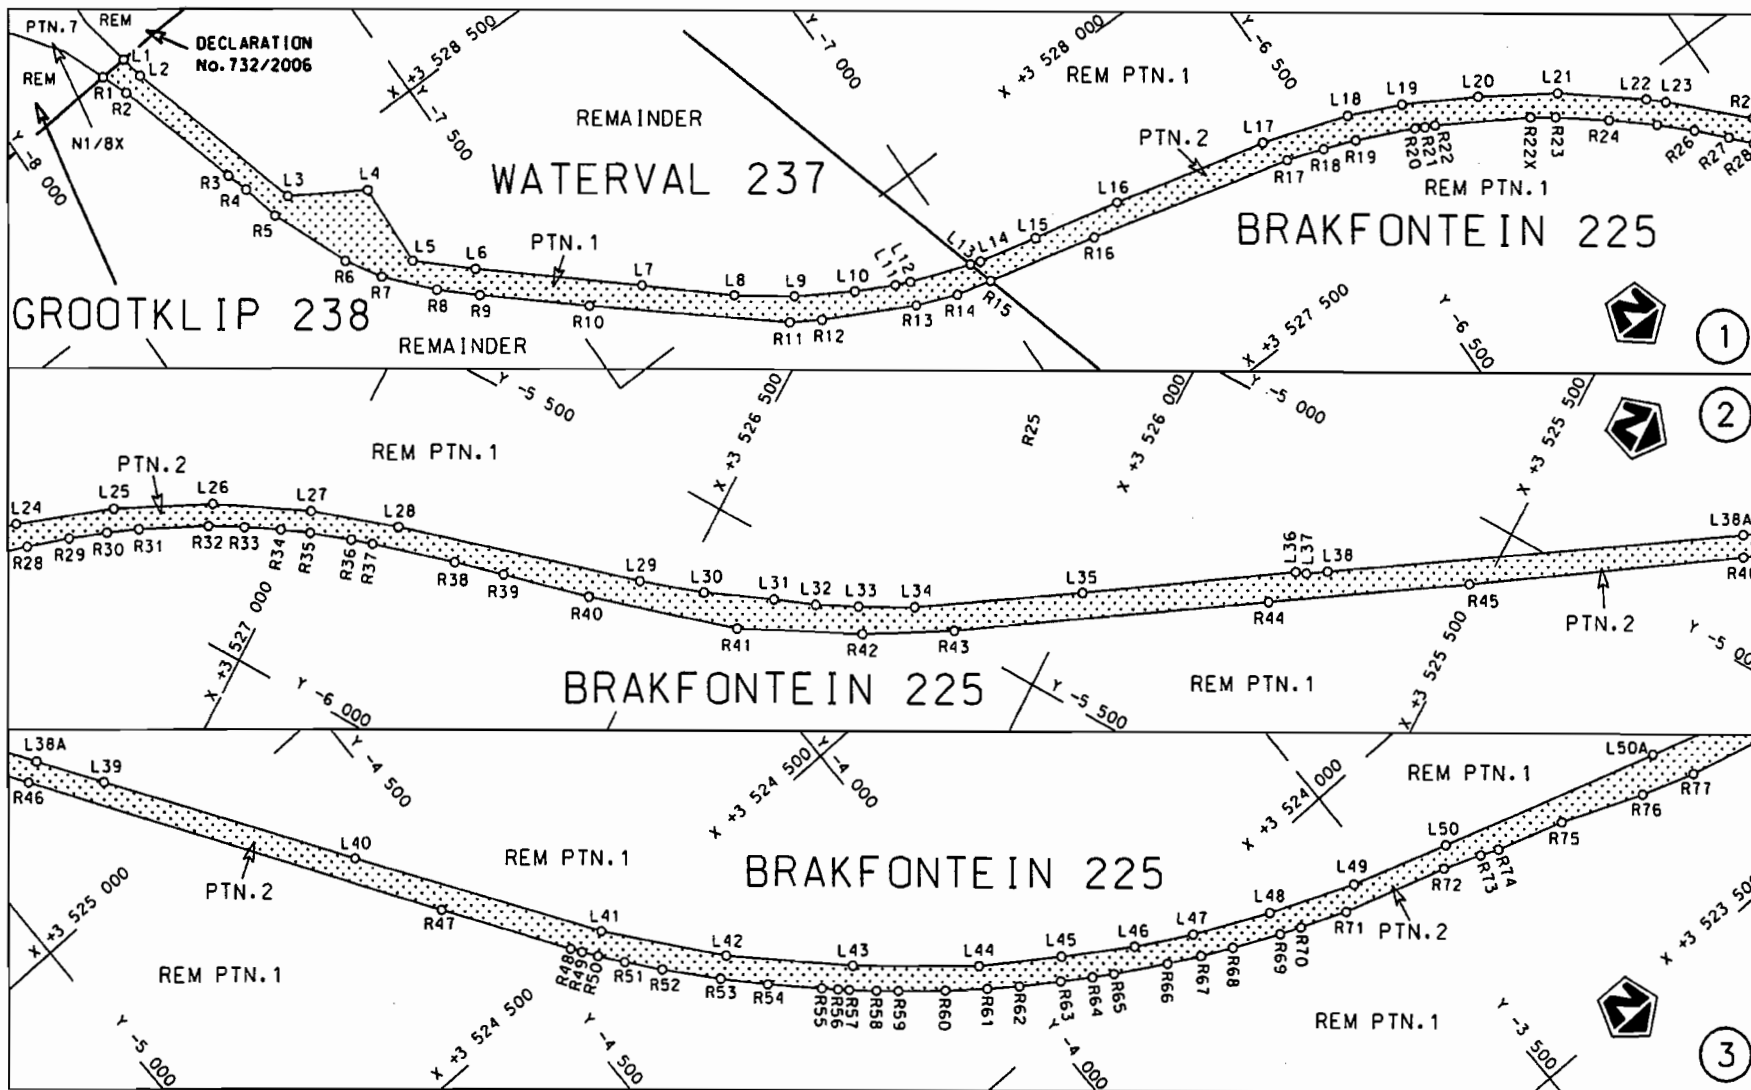 PTN.7
REM
DECLARATION
No.732/2006
L1
L2
REM
R1
R2
N1/8X
Y -8 000
X +3 528 500
Y -7 500
REMAINDER
Y -7 000
X +3 528 000
REM PTN.1
Y -6 500
WATERVAL 237
PTN.2
L3
L4
L5
L6
L7
L8
L9
L10
L11
L12
L13
L14
L15
L16
L17
L18
L19
L20
L21
L22
L23
R3
R4
R5
R6
R7
R8
R9
R10
R11
R12
R13
R14
R15
R16
R17
R18
R19
R20
R21
R22
R22X
R23
R24
R26
R27
R28
PTN.1
REM PTN.1
BRAKFONTEIN 225
GROOTKLIP 238
REMAINDER
X +3 527 500
Y -6 500
1
Y -5 500
X +3 526 500
R25
X +3 526 000
Y -5 000
X +3 525 500
2
REM PTN.1
PTN.2
L24
L25
L26
L27
L28
L29
L30
L31
L32
L33
L34
L35
L36
L37
L38
L38A
R28
R29
R30
R31
R32
R33
R34
R35
R36
R37
R38
R39
R40
R41
R42
R43
R44
R45
PTN.2
X +3 527 000
Y -6 000
BRAKFONTEIN 225
Y -5 500
REM PTN.1
X +3 525 500
L38A
L39
Y -4 500
X +3 524 500
Y -4 000
X +3 524 000
REM PTN.1
L50A
R46
L40
REM PTN.1
BRAKFONTEIN 225
PTN.2
L41
L42
L43
L44
L45
L46
L47
L48
L49
L50
R47
R48
R49
R50
R51
R52
R53
R54
R55
R56
R57
R58
R59
R60
R61
R62
R63
R64
R65
R66
R67
R68
R69
R70
R71
R72
R73
R74
R75
R76
R77
PTN.2
X +3 525 000
REM PTN.1
Y -5 000
X +3 524 500
Y -4 500
Y -4 000
REM PTN.1
Y -3 500
3